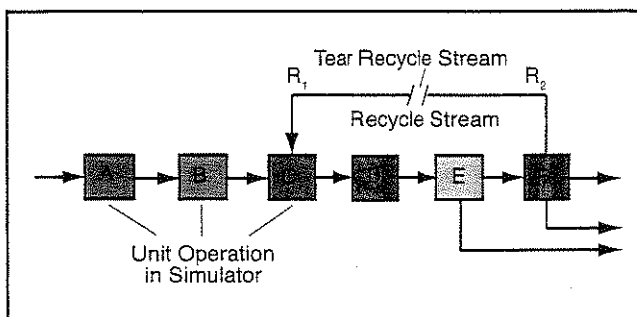 Tear Recycle Stream
R1 R2
Recycle Stream
A B C D E F
Unit Operation
in Simulator